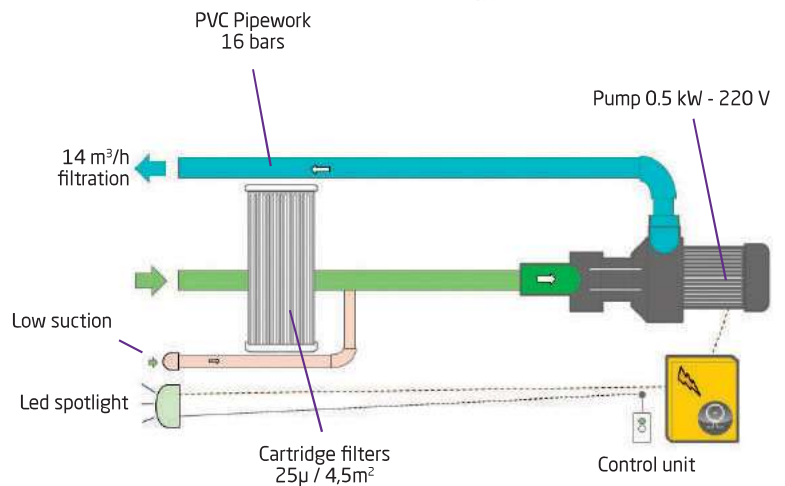 PVC Pipework
16 bars
Pump 0.5 kW - 220 V
14 m³/h
filtration
Low suction
Led spotlight
Cartridge filters
25µ / 4,5m²
Control unit